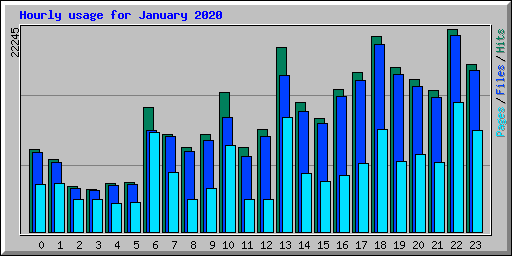 Hourly usage for January 2020
22245
Pages / Files / Hits
0 1 2 3 4 5 6 7 8 9 10 11 12 13 14 15 16 17 18 19 20 21 22 23